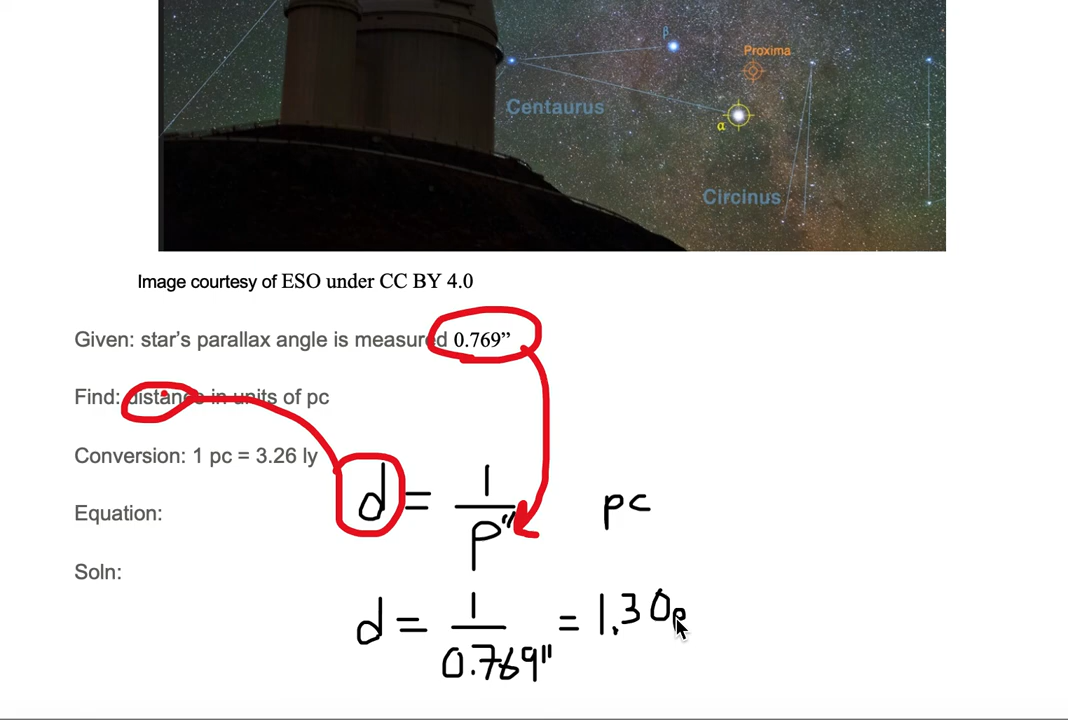 β
Proxima
Centaurus
α
Circinus
Image courtesy of ESO under CC BY 4.0
Given: star’s parallax angle is measured 0.769”
Find: distance in units of pc
Conversion: 1 pc = 3.26 ly
d = 1 / p" pc
Equation:
Soln:
d = 1 / 0.769" = 1.30p